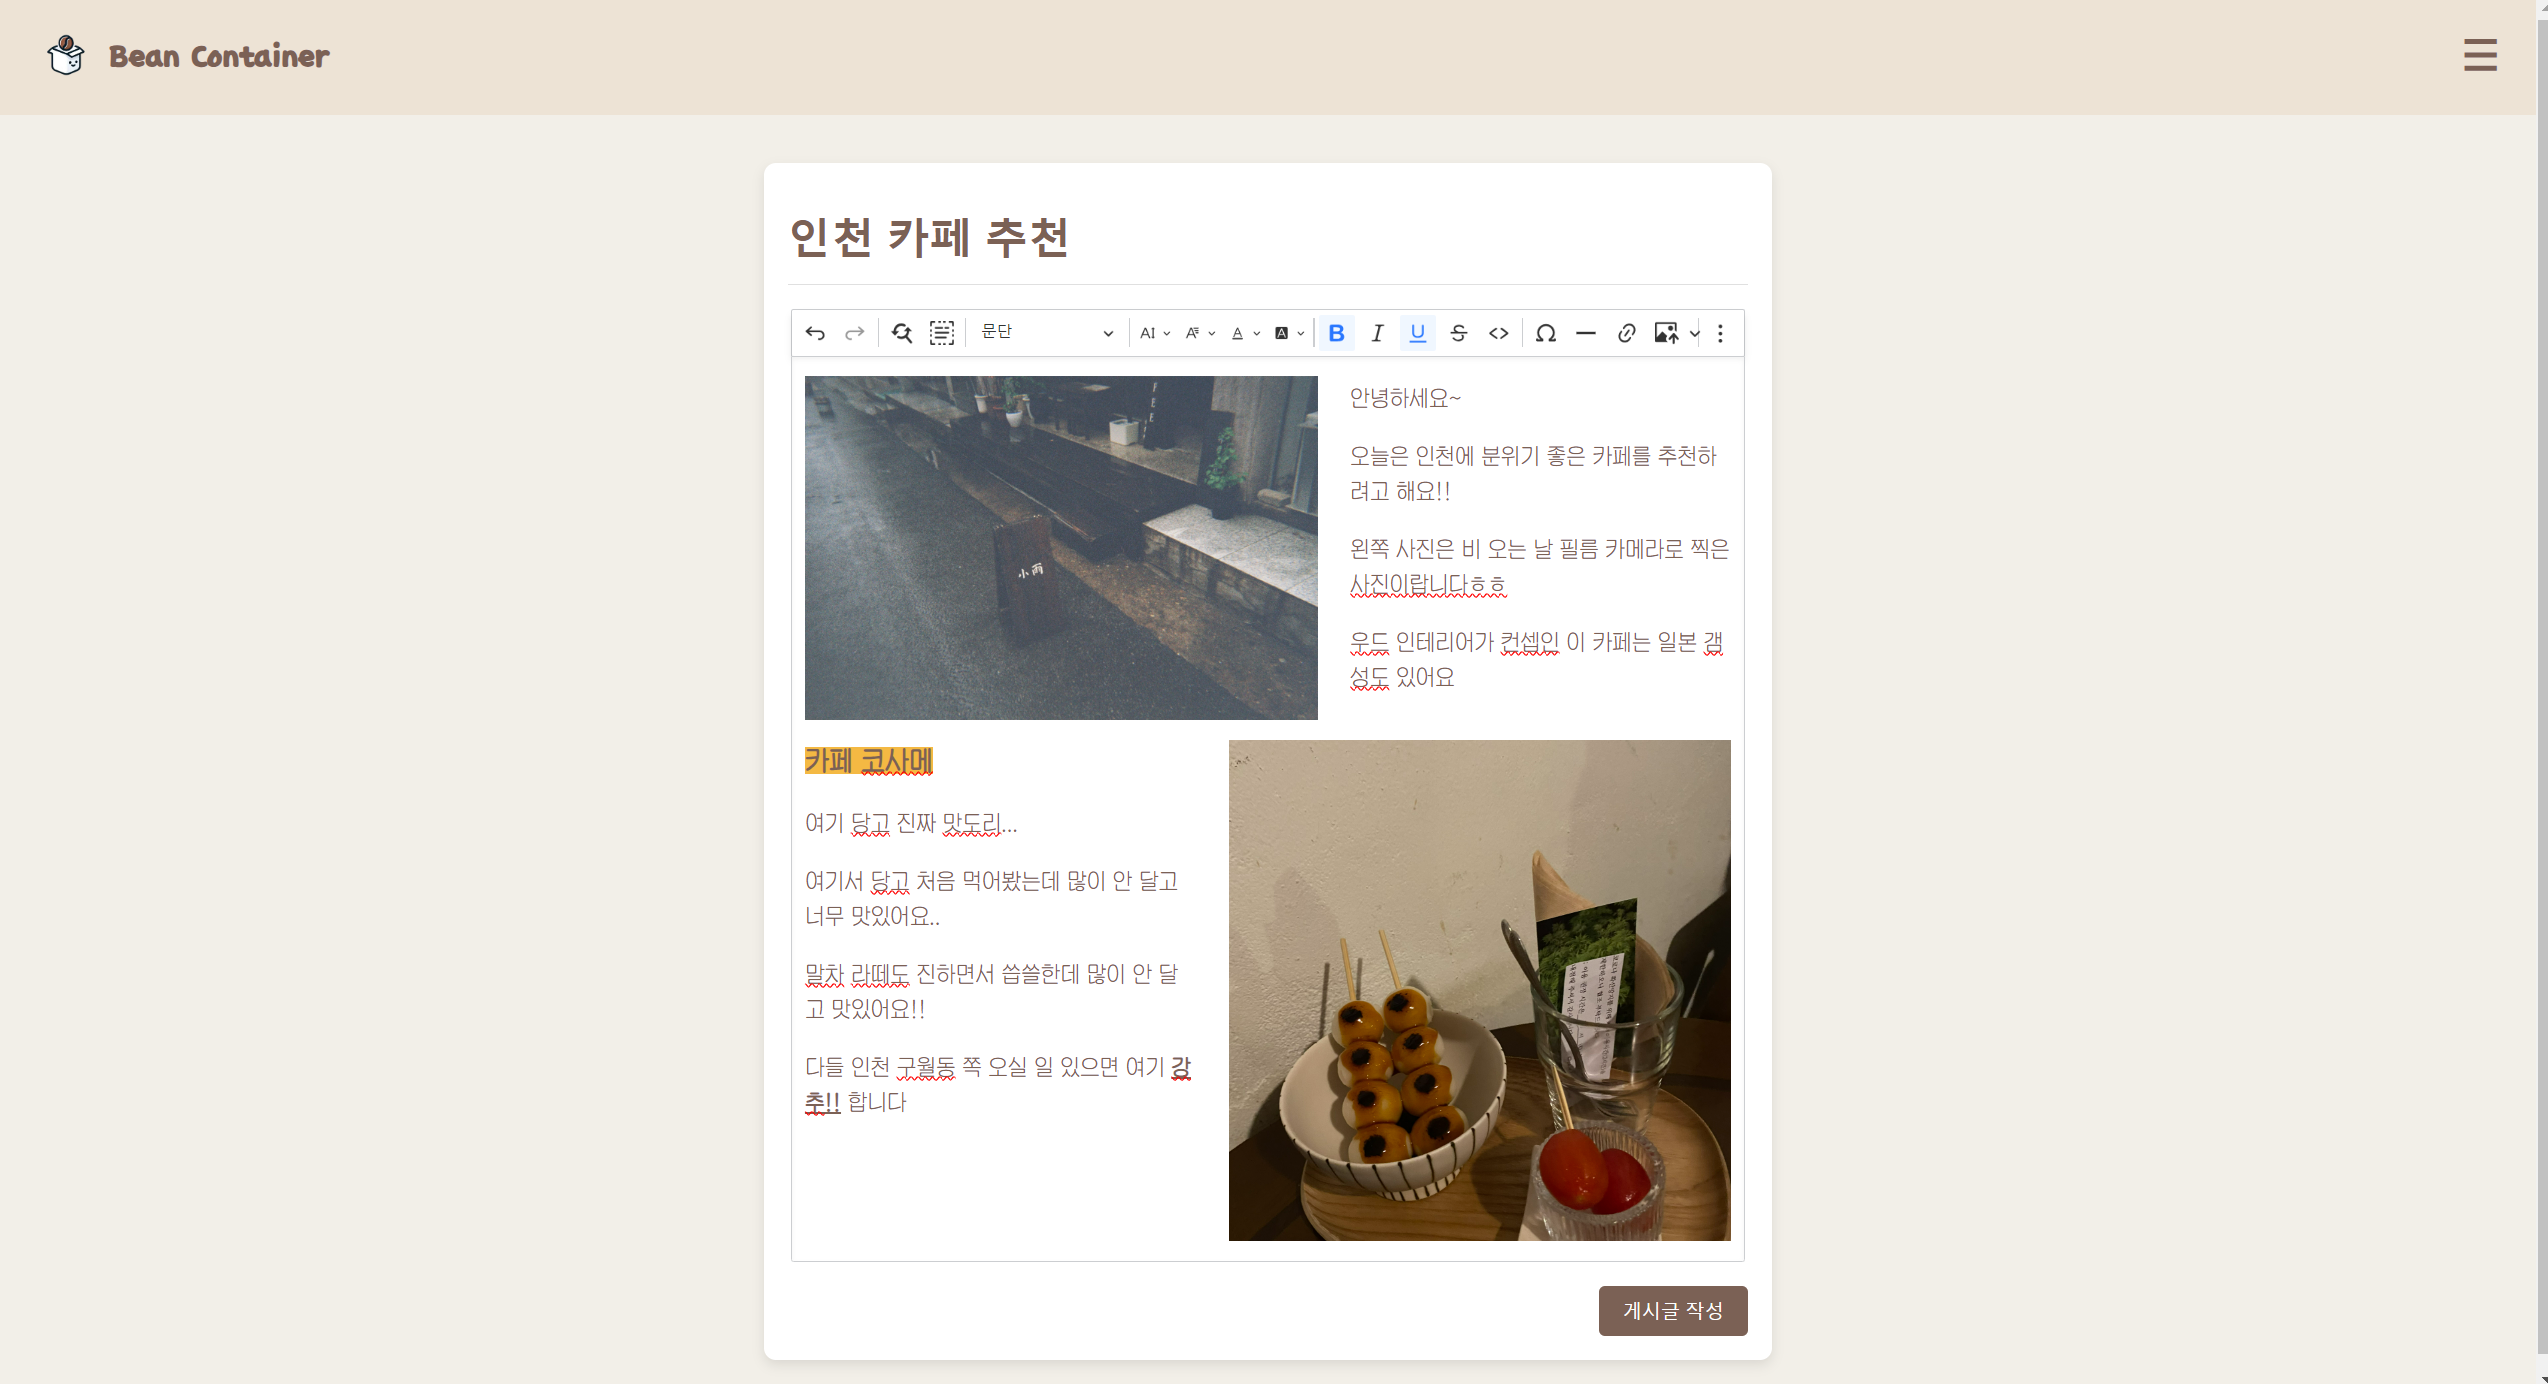 Bean Container
인천 카페 추천
문단
안녕하세요~
오늘은 인천에 분위기 좋은 카페를 추천하
려고 해요!!
왼쪽 사진은 비 오는 날 필름 카메라로 찍은
사진이랍니다ㅎㅎ
우드 인테리어가 컨셉인 이 카페는 일본 갬
성도 있어요
小雨
카페 코사메
여기 당고 진짜 맛도리...
여기서 당고 처음 먹어봤는데 많이 안 달고
너무 맛있어요..
말차 라떼도 진하면서 씁쓸한데 많이 안 달
고 맛있어요!!
다들 인천 구월동 쪽 오실 일 있으면 여기 강
추!! 합니다
게시글 작성